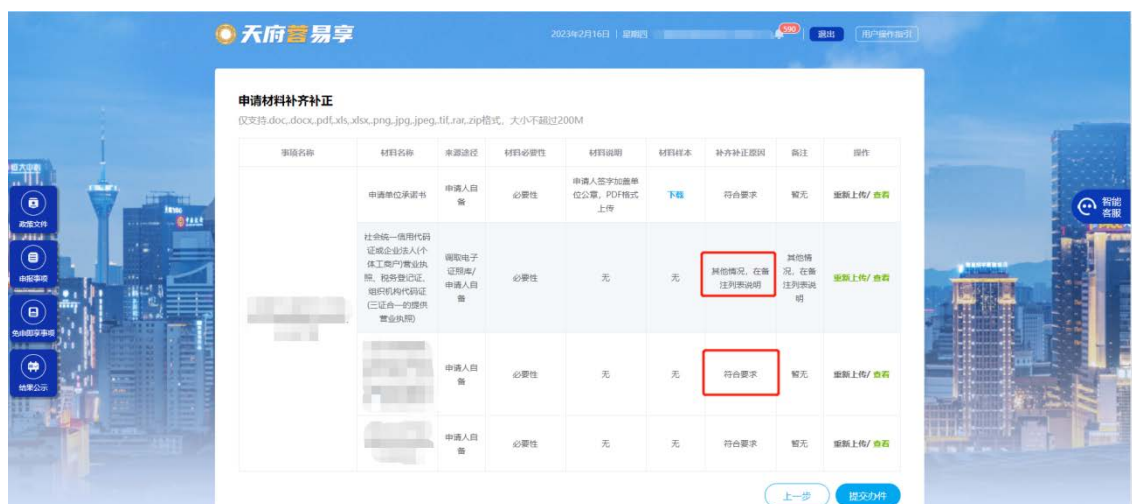 天府蓉易享
2023年2月16日 | 星期四
590
退出
用户操作指引
申请材料补齐补正
仅支持.doc,.docx,.pdf,.xls,.xlsx,.png,.jpg,.jpeg,.tif,.rar,.zip格式，大小不超过200M
事项名称 材料名称 来源途径 材料必要性 材料说明 材料样本 补齐补正原因 备注 操作
申请单位承诺书
申请人自
备
必要性
申请人签字加盖单
位公章，PDF格式
上传
下载
符合要求
暂无
重新上传/ 查看
社会统一信用代码
证或企业法人(个
体工商户)营业执
照、税务登记证、
组织机构代码证
(三证合一的提供
营业执照)
调取电子
证照库/
申请人自
备
必要性
无
无
其他情况，在备
注列表说明
其他情
况，在备
注列表说
明
重新上传/ 查看
申请人自
备
必要性
无
无
符合要求
暂无
重新上传/ 查看
申请人自
备
必要性
无
无
符合要求
暂无
重新上传/ 查看
上一步
提交办件
政策文件
申报事项
免申即享事项
结果公示
智能
客服